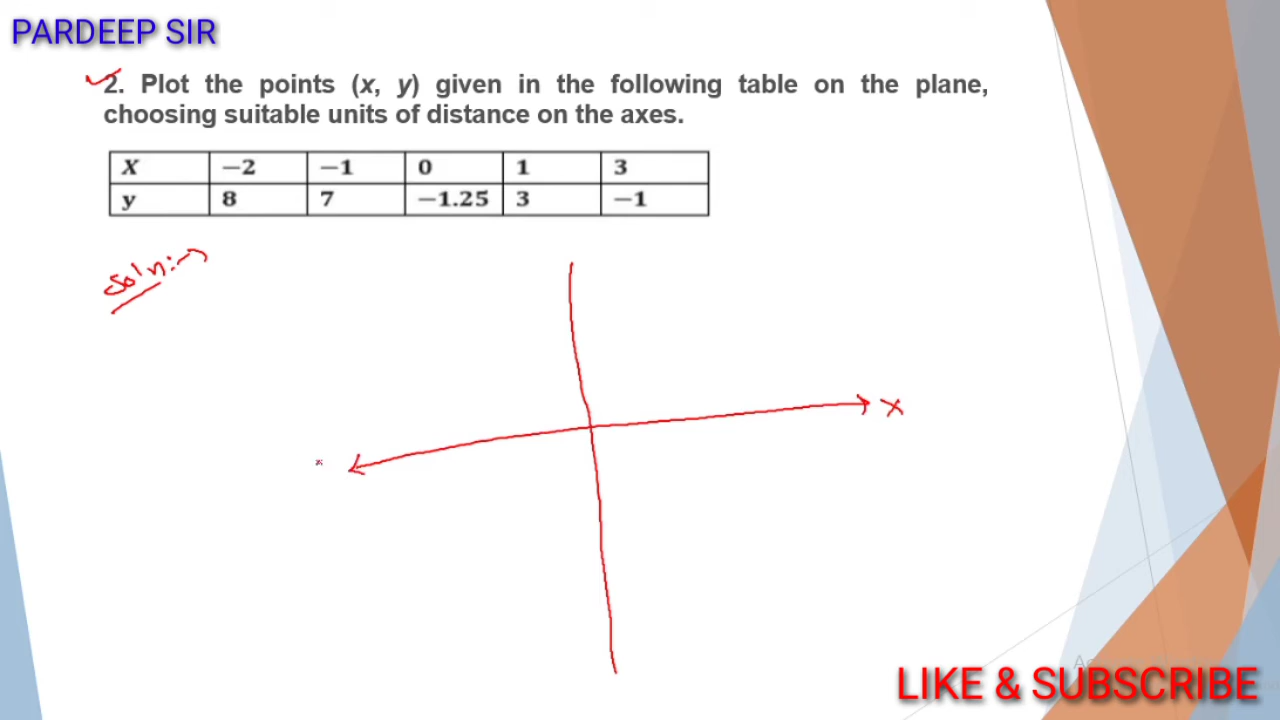 PARDEEP SIR
2. Plot the points (x, y) given in the following table on the plane,
choosing suitable units of distance on the axes.
X −2 −1 0 1 3
y 8 7 −1.25 3 −1
Soln:→
X
LIKE & SUBSCRIBE